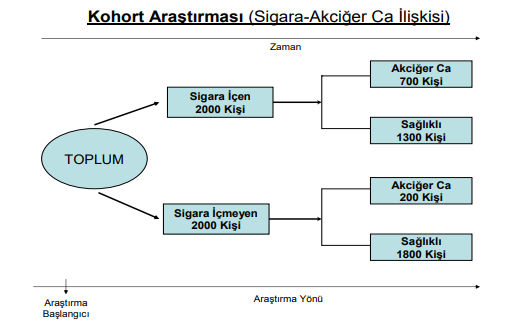 Kohort Araştırması (Sigara-Akciğer Ca İlişkisi)
Zaman
Akciğer Ca
700 Kişi
Sigara İçen
2000 Kişi
Sağlıklı
1300 Kişi
TOPLUM
Akciğer Ca
200 Kişi
Sigara İçmeyen
2000 Kişi
Sağlıklı
1800 Kişi
Araştırma
Başlangıcı
Araştırma Yönü